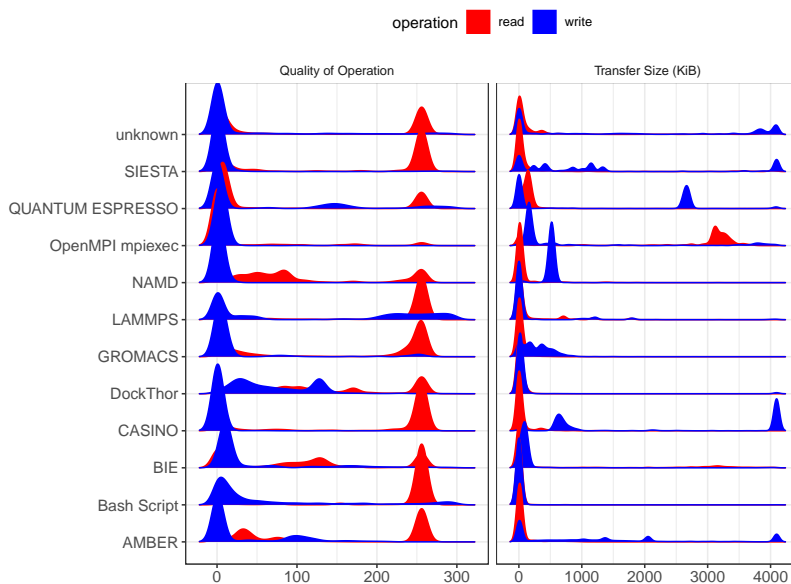 operation read write
Quality of Operation Transfer Size (KiB)
unknown
SIESTA
QUANTUM ESPRESSO
OpenMPI mpiexec
NAMD
LAMMPS
GROMACS
DockThor
CASINO
BIE
Bash Script
AMBER
0 100 200 300 0 1000 2000 3000 4000